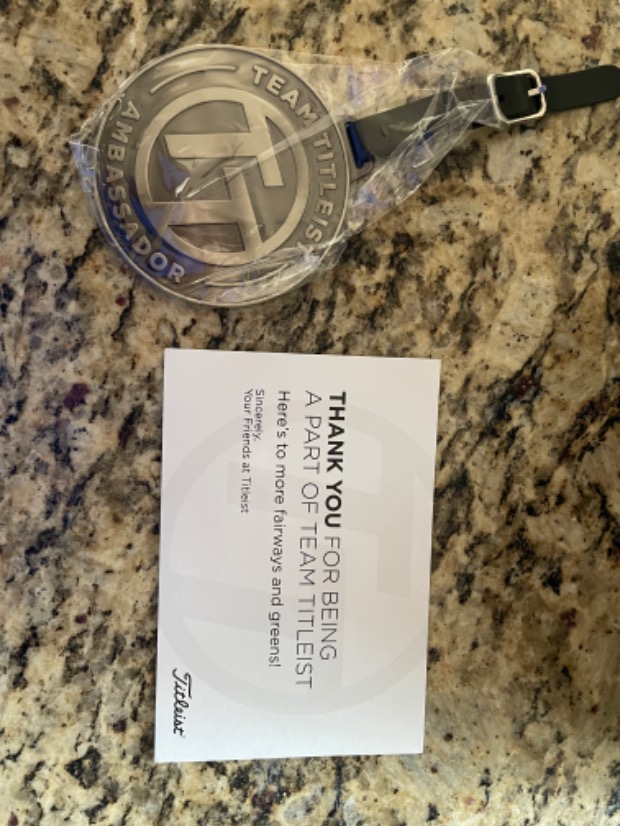 TEAM TITLEIST
AMBASSADOR
THANK YOU FOR BEING
A PART OF TEAM TITLEIST
Here's to more fairways and greens!
Sincerely,
Your Friends at Titleist
Titleist